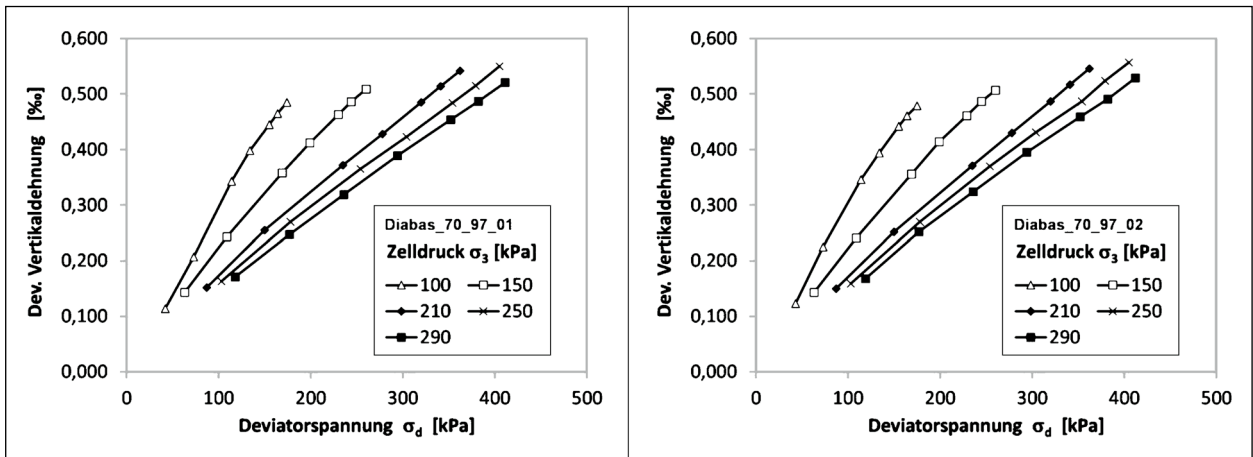 0,600
0,500
0,400
0,300
0,200
0,100
0,000
Dev. Vertikaldehnung [‰]
0 100 200 300 400 500
Deviatorspannung σd [kPa]
Diabas_70_97_01
Zelldruck σ3 [kPa]
100 150
210 250
290
0,600
0,500
0,400
0,300
0,200
0,100
0,000
Dev. Vertikaldehnung [‰]
0 100 200 300 400 500
Deviatorspannung σd [kPa]
Diabas_70_97_02
Zelldruck σ3 [kPa]
100 150
210 250
290